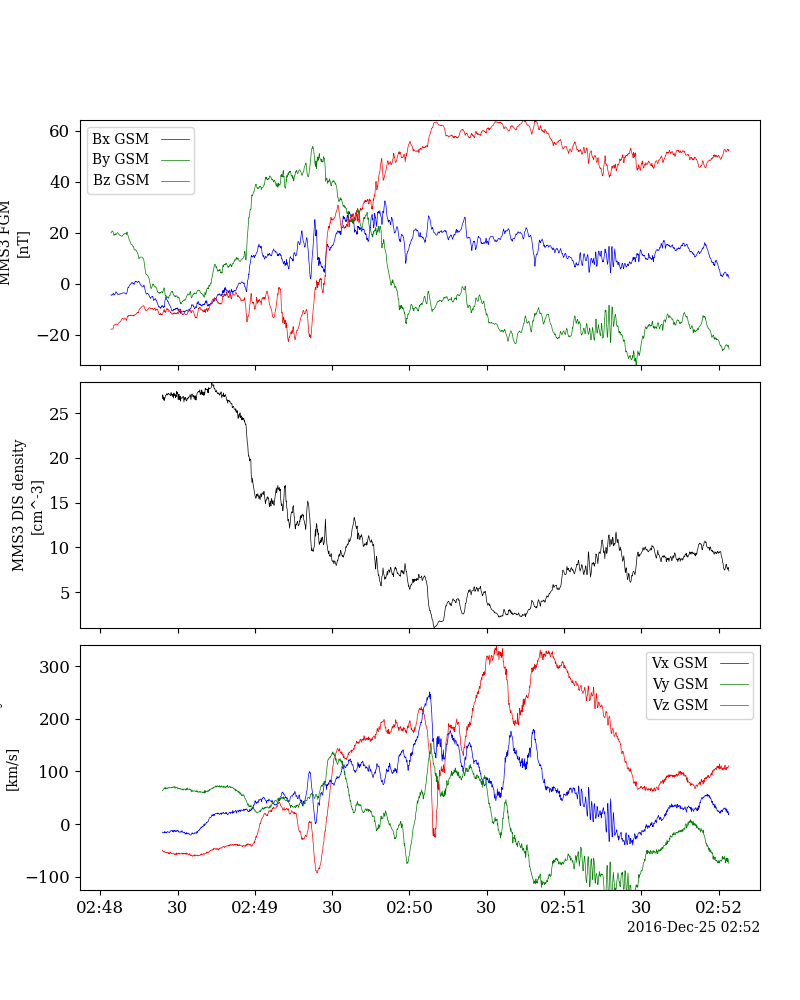 60
40
20
0
−20
MMS3 FGM
[nT]
Bx GSM
By GSM
Bz GSM
25
20
15
10
5
MMS3 DIS density
[cm^-3]
300
200
100
0
−100
[km/s]
Vx GSM
Vy GSM
Vz GSM
02:48 30 02:49 30 02:50 30 02:51 30 02:52
2016-Dec-25 02:52